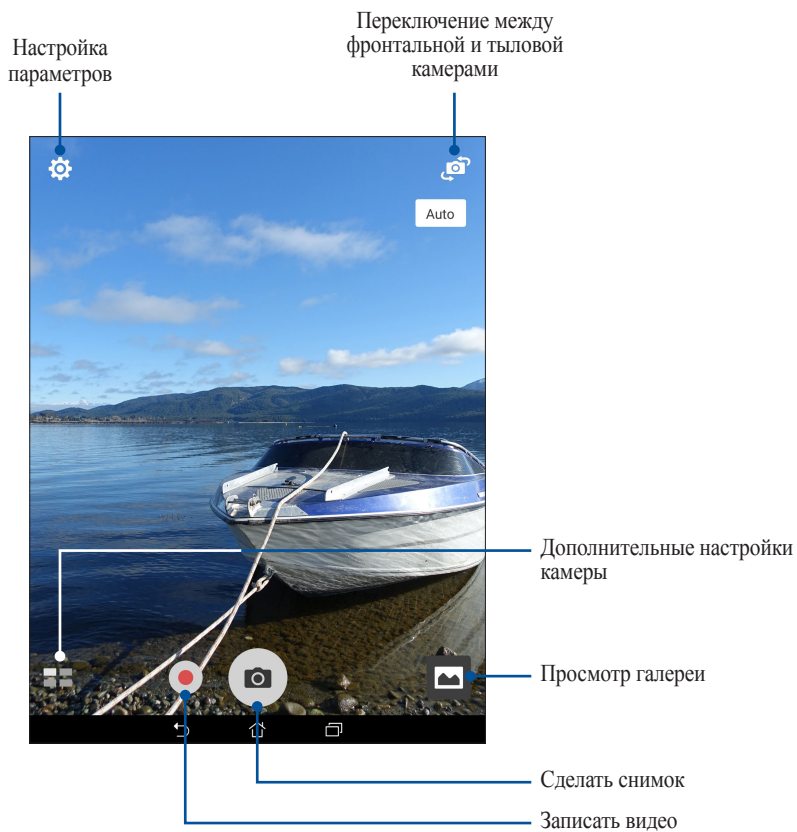 Переключение между
фронтальной и тыловой
камерами
Настройка
параметров
Auto
Дополнительные настройки
камеры
Просмотр галереи
Сделать снимок
Записать видео